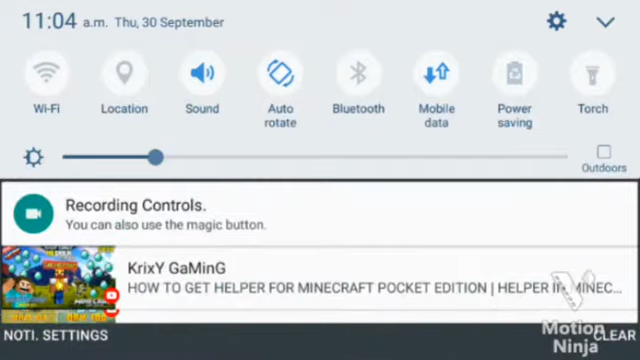 11:04 a.m. Thu, 30 September
Wi-Fi Location Sound Auto rotate Bluetooth Mobile data Power saving Torch
Outdoors
Recording Controls.
You can also use the magic button.
KrixY GaMinG
HOW TO GET HELPER FOR MINECRAFT POCKET EDITION | HELPER IN MINEC...
NOTI. SETTINGS
CLEAR
Motion
Ninja